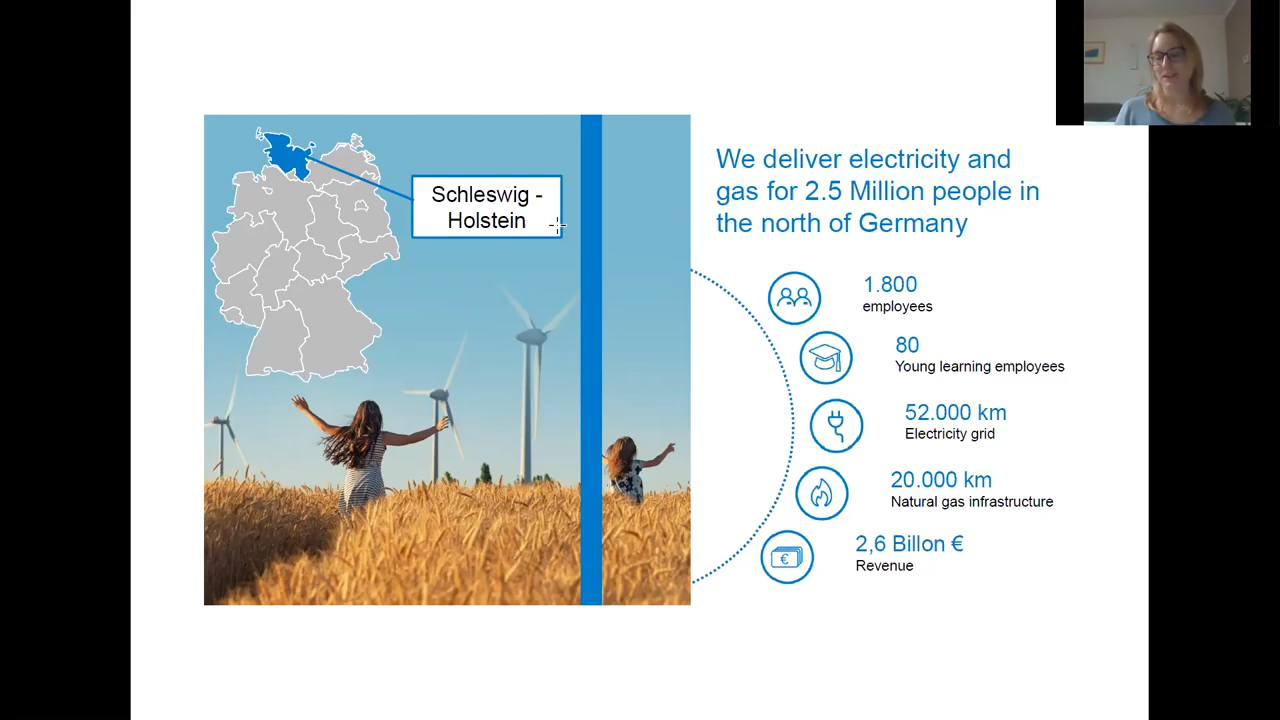 Schleswig -
Holstein
We deliver electricity and
gas for 2.5 Million people in
the north of Germany
1.800
employees
80
Young learning employees
52.000 km
Electricity grid
20.000 km
Natural gas infrastructure
€
2,6 Billon €
Revenue